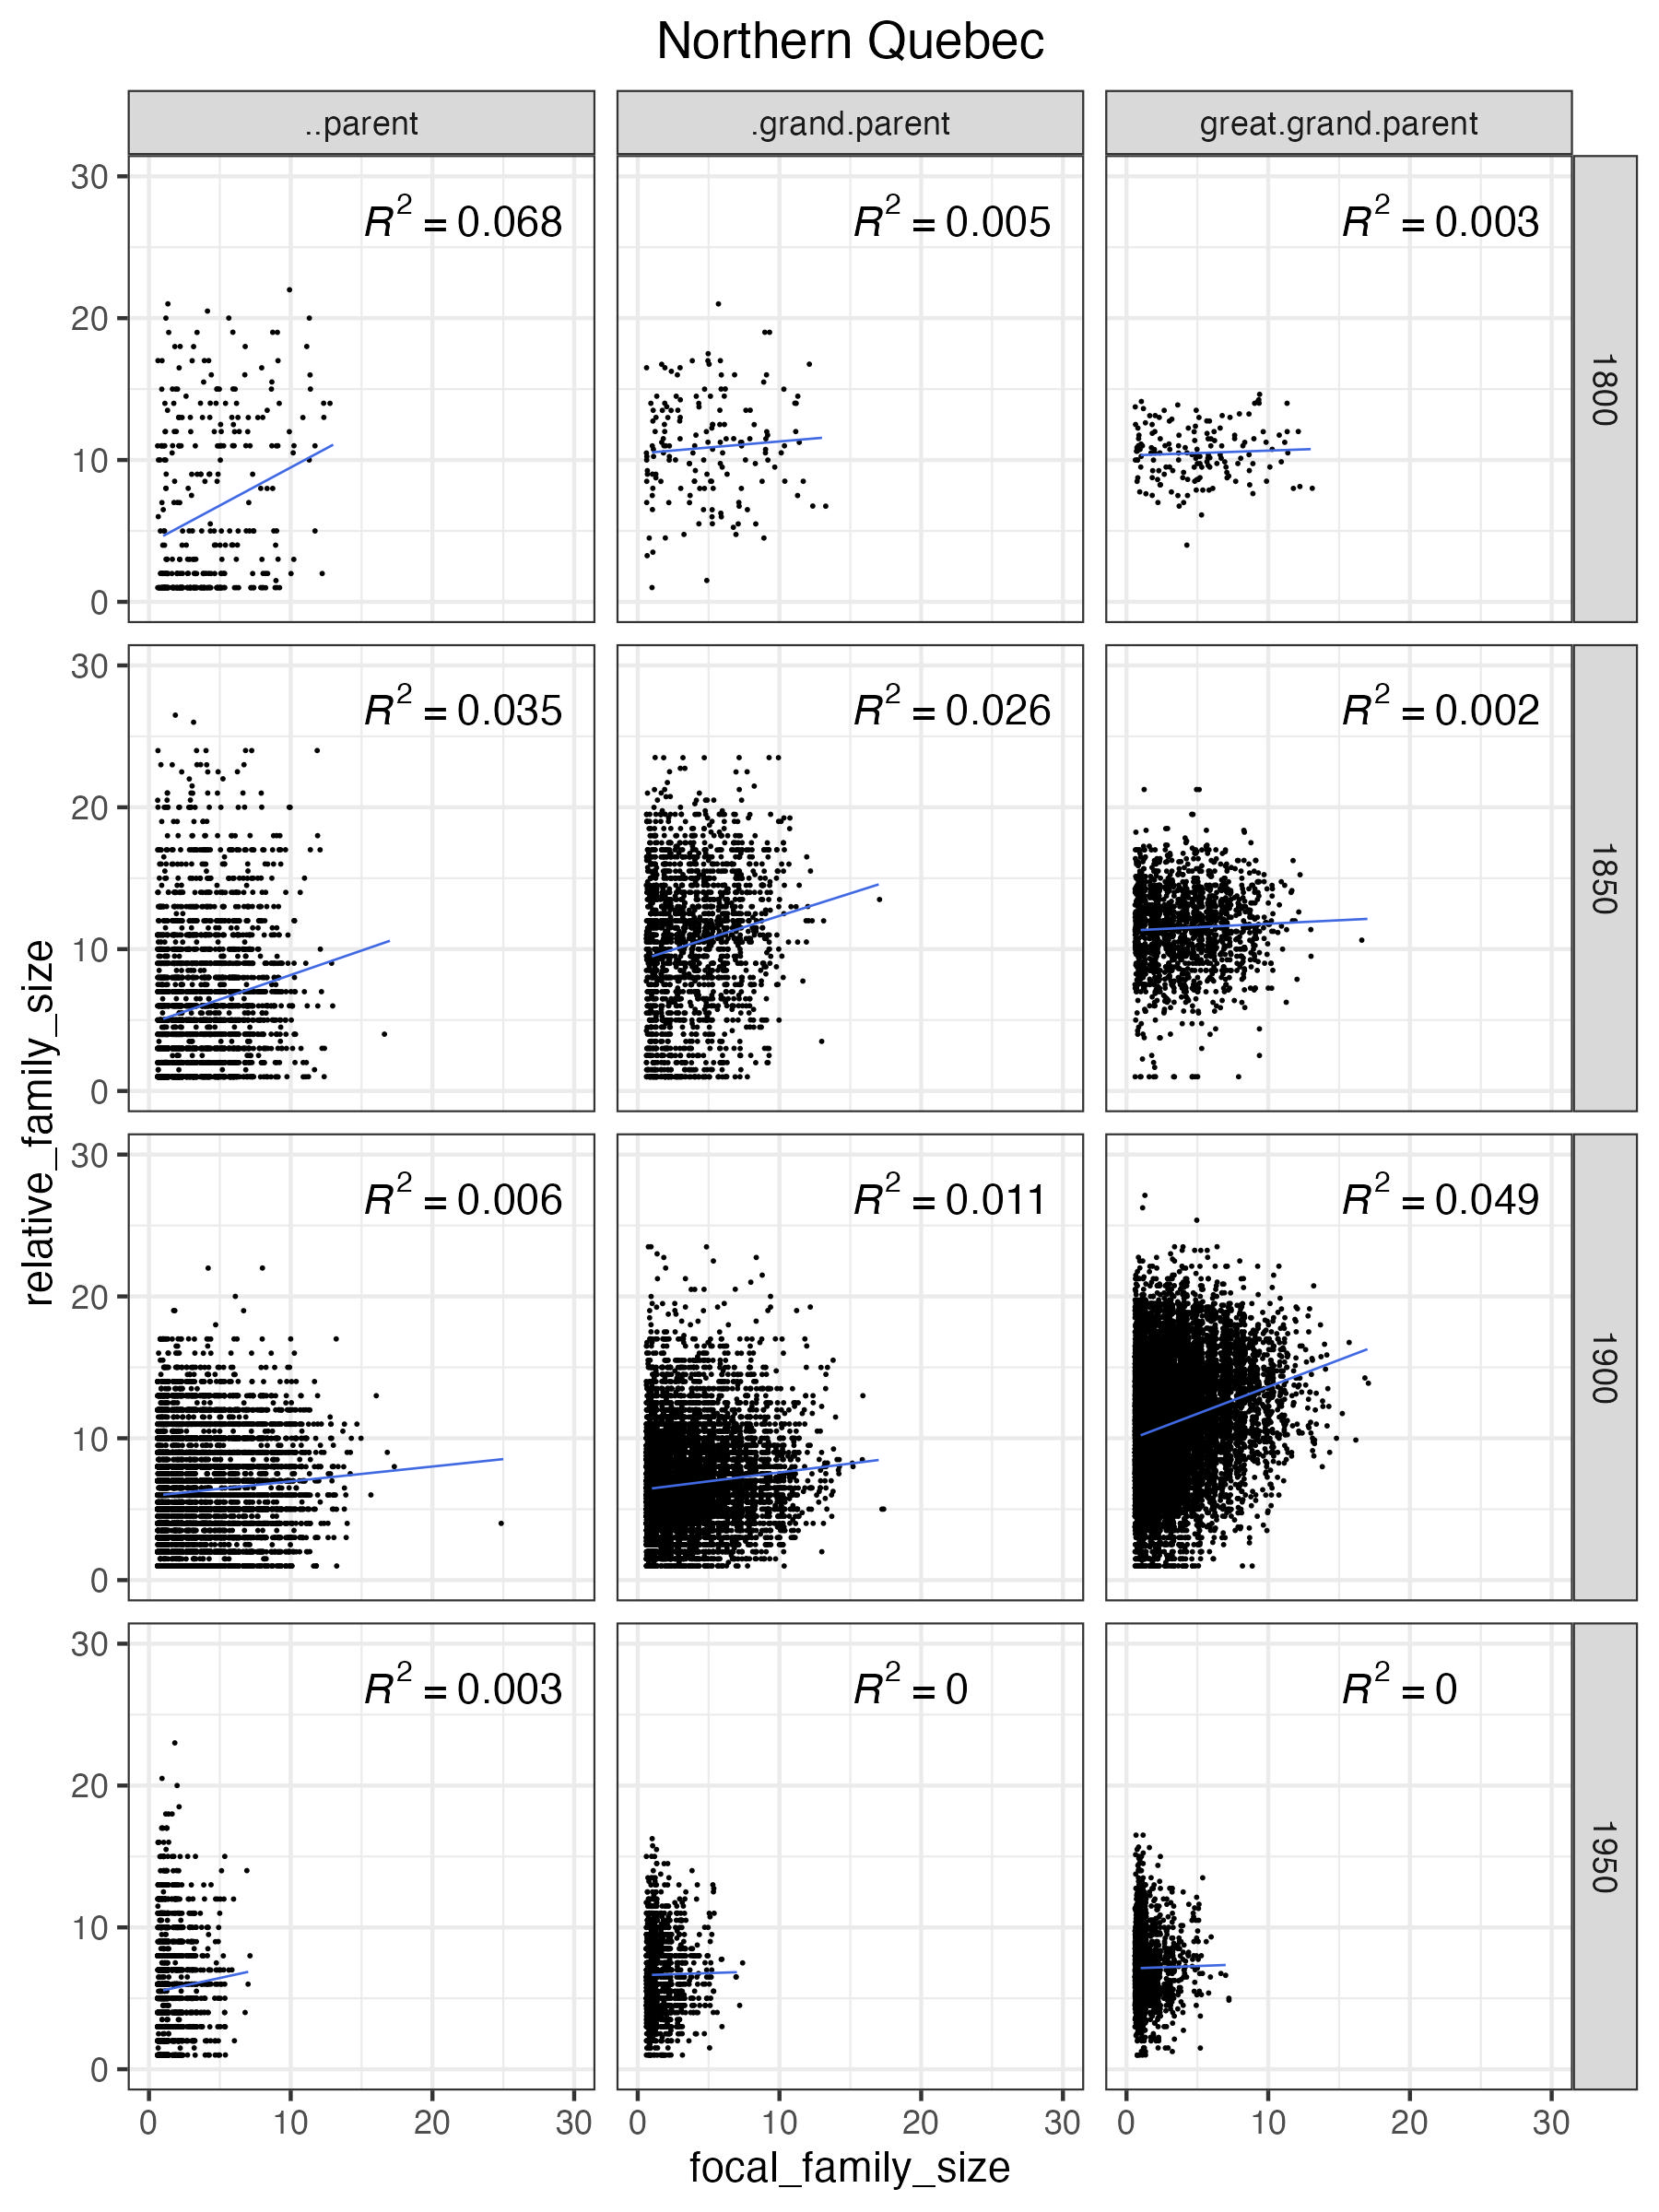 Northern Quebec
..parent .grand.parent great.grand.parent
30 R² = 0.068 R² = 0.005 R² = 0.003
20
10
0
1800
30 R² = 0.035 R² = 0.026 R² = 0.002
20
10
0
1850
relative_family_size
30 R² = 0.006 R² = 0.011 R² = 0.049
20
10
0
1900
30 R² = 0.003 R² = 0 R² = 0
20
10
0
1950
0 10 20 30 0 10 20 30 0 10 20 30
focal_family_size